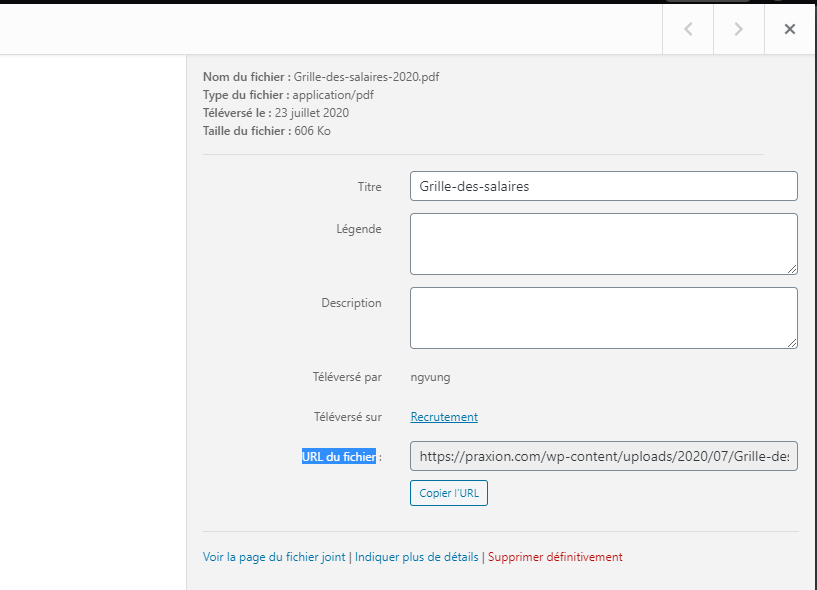 Nom du fichier : Grille-des-salaires-2020.pdf
Type du fichier : application/pdf
Téléversé le : 23 juillet 2020
Taille du fichier : 606 Ko
Titre Grille-des-salaires
Légende
Description
Téléversé par ngvung
Téléversé sur Recrutement
URL du fichier : https://praxion.com/wp-content/uploads/2020/07/Grille-des
Copier l'URL
Voir la page du fichier joint | Indiquer plus de détails | Supprimer définitivement